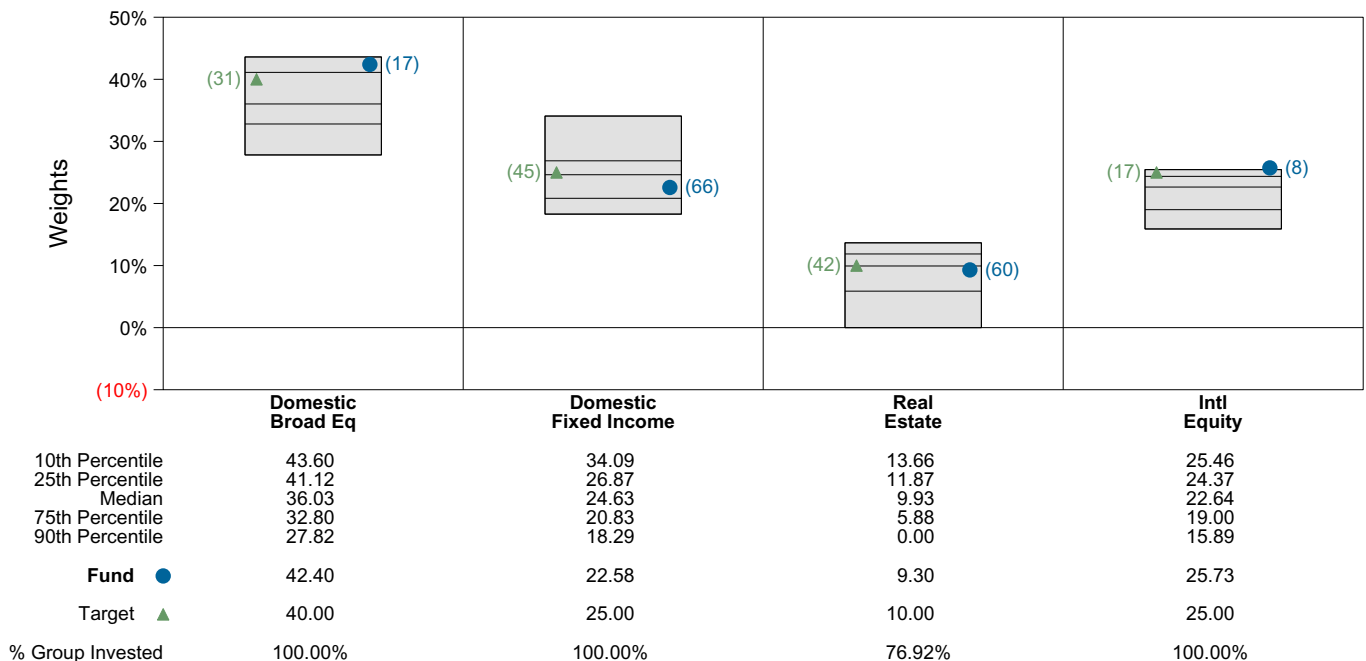 50%
40%
30%
20%
10%
0%
(10%)
Weights
(31)
(17)
(45)
(66)
(42)
(60)
(17)
(8)
Domestic
Broad Eq
Domestic
Fixed Income
Real
Estate
Intl
Equity
10th Percentile 43.60 34.09 13.66 25.46
25th Percentile 41.12 26.87 11.87 24.37
Median 36.03 24.63 9.93 22.64
75th Percentile 32.80 20.83 5.88 19.00
90th Percentile 27.82 18.29 0.00 15.89
Fund 42.40 22.58 9.30 25.73
Target 40.00 25.00 10.00 25.00
% Group Invested 100.00% 100.00% 76.92% 100.00%